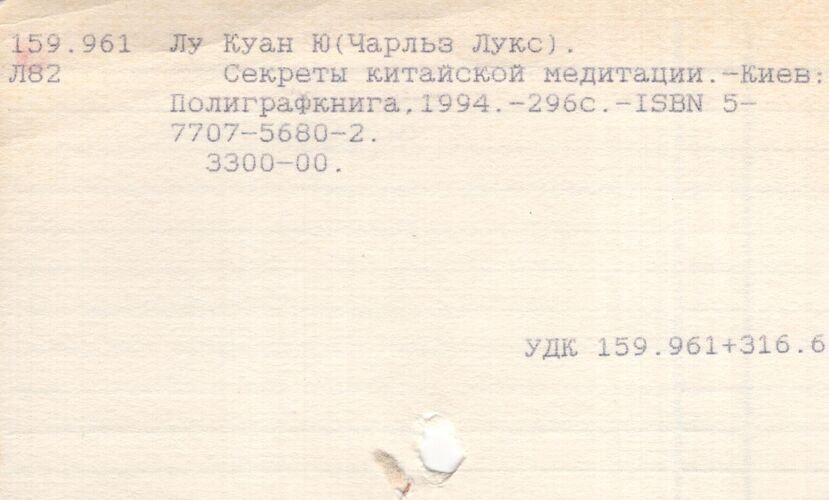 159.961 Лу Куан Ю(Чарльз Лукс).
Л82 Секреты китайской медитации.-Киев:
Полиграфкнига,1994.-296с.-ISBN 5-
7707-5680-2.
3300-00.
УДК 159.961+316.6